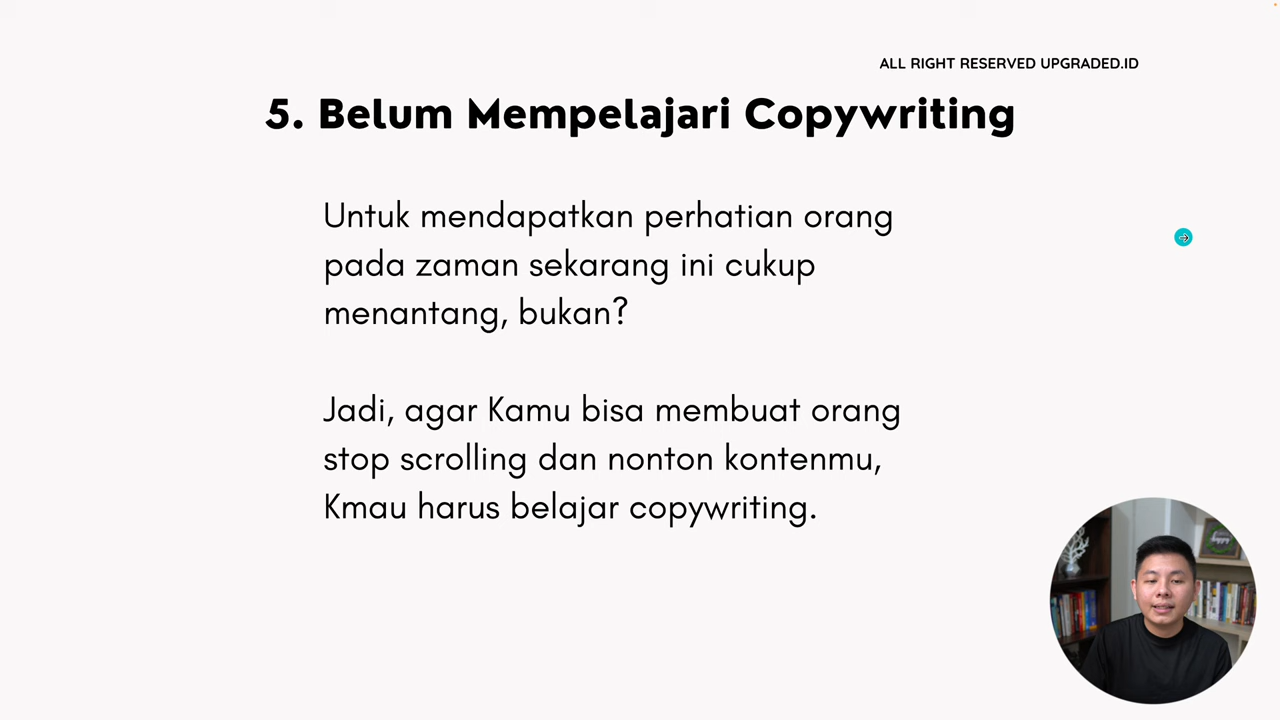 ALL RIGHT RESERVED UPGRADED.ID
5. Belum Mempelajari Copywriting
Untuk mendapatkan perhatian orang
pada zaman sekarang ini cukup
menantang, bukan?
Jadi, agar Kamu bisa membuat orang
stop scrolling dan nonton kontenmu,
Kmau harus belajar copywriting.